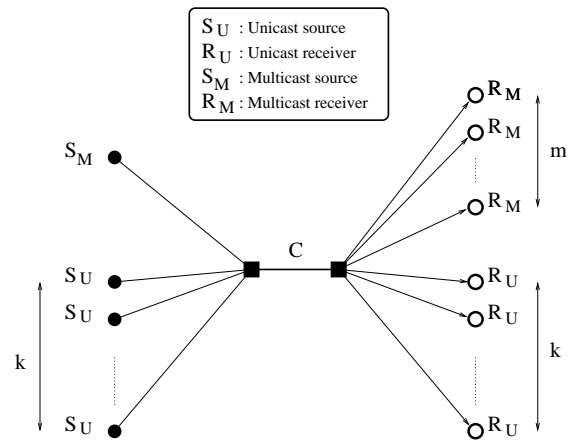 S U : Unicast source
R U : Unicast receiver
S M : Multicast source
R M : Multicast receiver
R M
R M
S M
m
R M
C
S U
R U
S U
R U
k
k
S U
R U